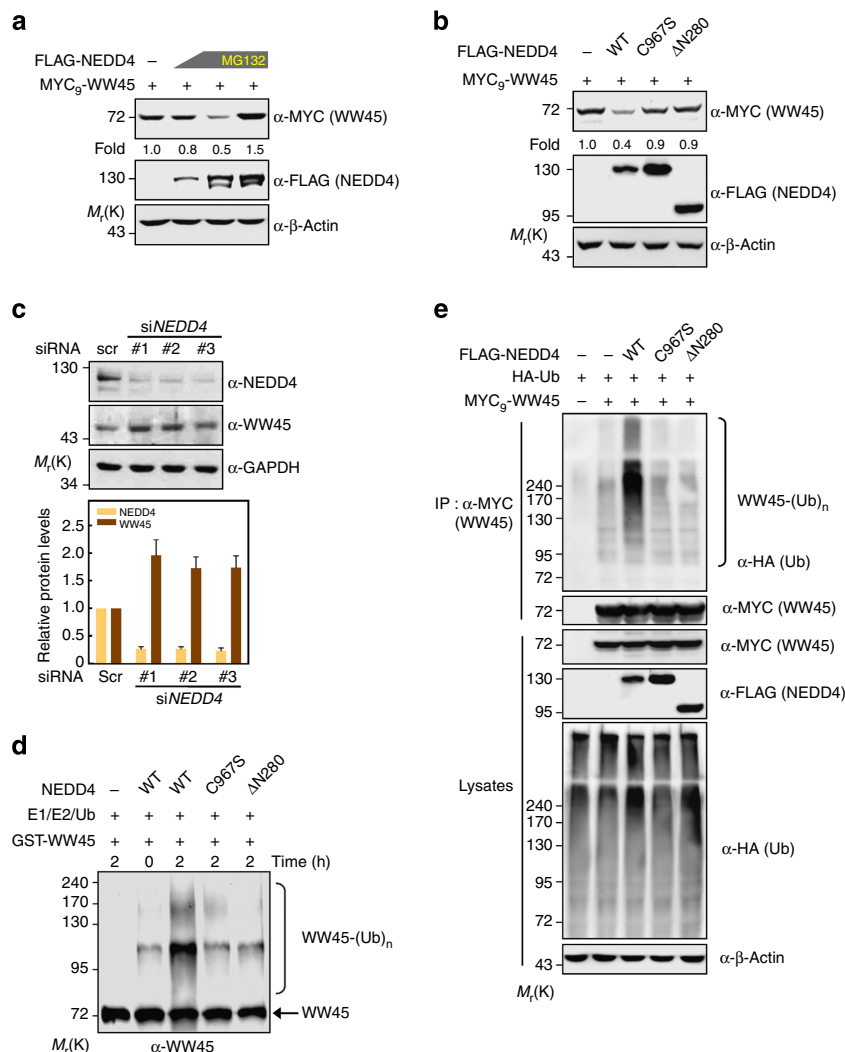 a
FLAG-NEDD4 – MG132
MYC9-WW45 + + + +
72 α-MYC (WW45)
Fold 1.0 0.8 0.5 1.5
130 α-FLAG (NEDD4)
Mr(K)
43 α-β-Actin
b
FLAG-NEDD4 – WT C967S ΔN280
MYC9-WW45 + + + +
72 α-MYC (WW45)
Fold 1.0 0.4 0.9 0.9
130
α-FLAG (NEDD4)
95
Mr(K)
43 α-β-Actin
c
siNEDD4
siRNA scr #1 #2 #3
130
α-NEDD4
α-WW45
43
Mr(K)
α-GAPDH
34
NEDD4
WW45
Relative protein levels
2.5
2.0
1.5
1.0
0.5
0
siRNA Scr #1 #2 #3
siNEDD4
d
NEDD4 – WT WT C967S ΔN280
E1/E2/Ub + + + + +
GST-WW45 + + + + +
2 0 2 2 2 Time (h)
240
170
130
WW45-(Ub)n
95
72 WW45
Mr(K) α-WW45
e
FLAG-NEDD4 – – WT C967S ΔN280
HA-Ub + + + + +
MYC9-WW45 – + + + +
IP : α-MYC
(WW45)
240
170
130
WW45-(Ub)n
95
α-HA (Ub)
72
72 α-MYC (WW45)
Lysates
72 α-MYC (WW45)
130
α-FLAG (NEDD4)
95
240
170
130
α-HA (Ub)
95
72
43 α-β-Actin
Mr(K)